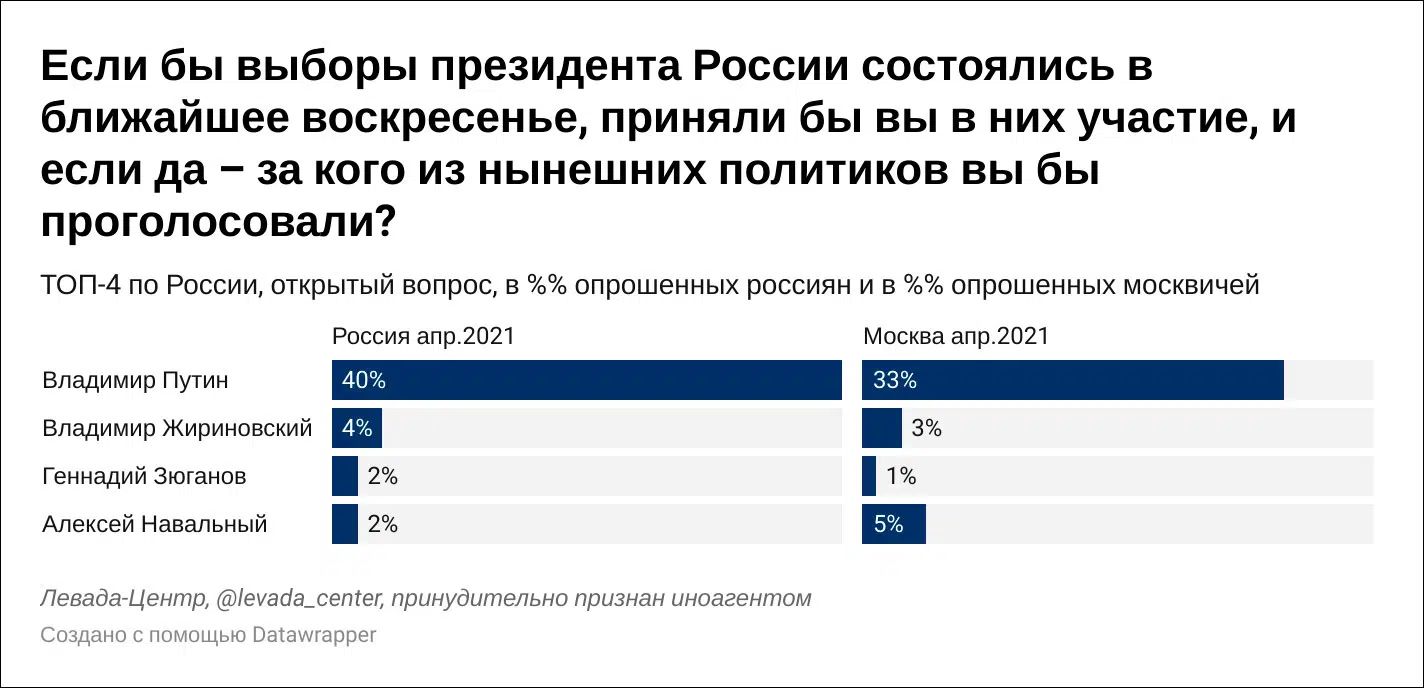 Если бы выборы президента России состоялись в
ближайшее воскресенье, приняли бы вы в них участие, и
если да – за кого из нынешних политиков вы бы
проголосовали?
ТОП-4 по России, открытый вопрос, в %% опрошенных россиян и в %% опрошенных москвичей
Россия апр.2021 Москва апр.2021
Владимир Путин 40% 33%
Владимир Жириновский 4% 3%
Геннадий Зюганов 2% 1%
Алексей Навальный 2% 5%
Левада-Центр, @levada_center, принудительно признан иноагентом
Создано с помощью Datawrapper